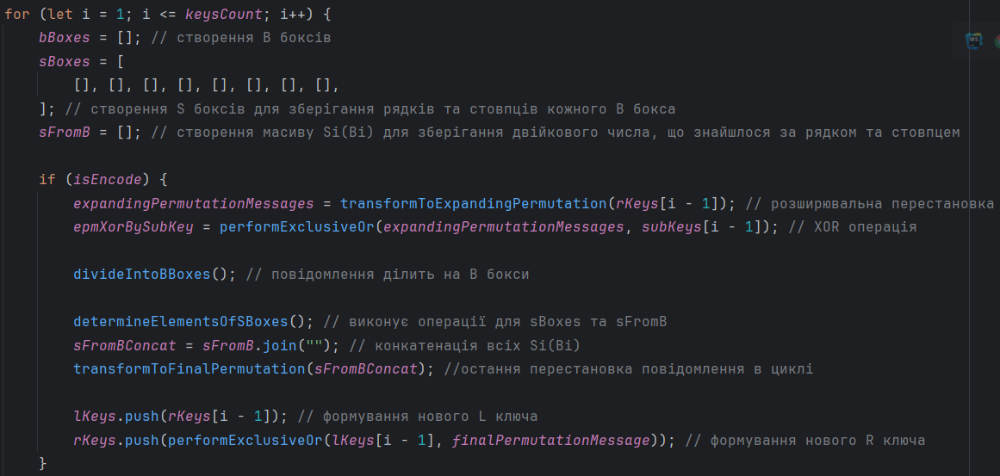 for (let i = 1; i <= keysCount; i++) {
    bBoxes = []; // створення B боксів
    sBoxes = [
        [], [], [], [], [], [], [], [],
    ]; // створення S боксів для зберігання рядків та стовпців кожного B бокса
    sFromB = []; // створення масиву Si(Bi) для зберігання двійкового числа, що знайшлося за рядком та стовпцем
    if (isEncode) {
        expandingPermutationMessages = transformToExpandingPermutation(rKeys[i - 1]); // розширювальна перестановка
        epmXorBySubKey = performExclusiveOr(expandingPermutationMessages, subKeys[i - 1]); // XOR операція
        divideIntoBBoxes(); // повідомлення ділить на B бокси
        determineElementsOfSBoxes(); // виконує операції для sBoxes та sFromB
        sFromBConcat = sFromB.join(""); // конкатенація всіх Si(Bi)
        transformToFinalPermutation(sFromBConcat); //остання перестановка повідомлення в циклі
        lKeys.push(rKeys[i - 1]); // формування нового L ключа
        rKeys.push(performExclusiveOr(lKeys[i - 1], finalPermutationMessage)); // формування нового R ключа
    }
WS